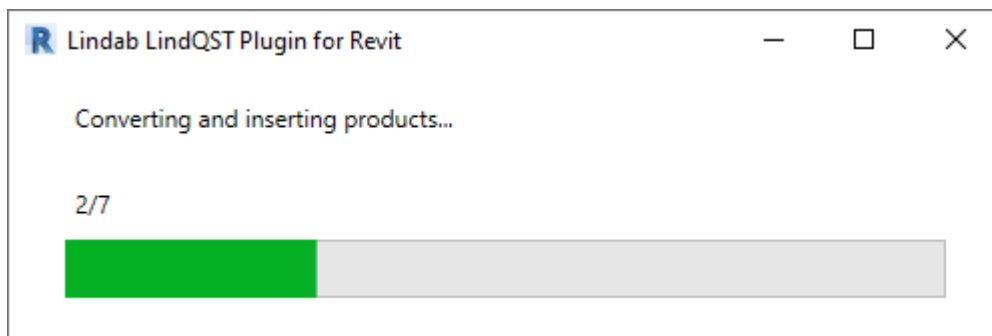 Lindab LindQST Plugin for Revit
Converting and inserting products...
2/7